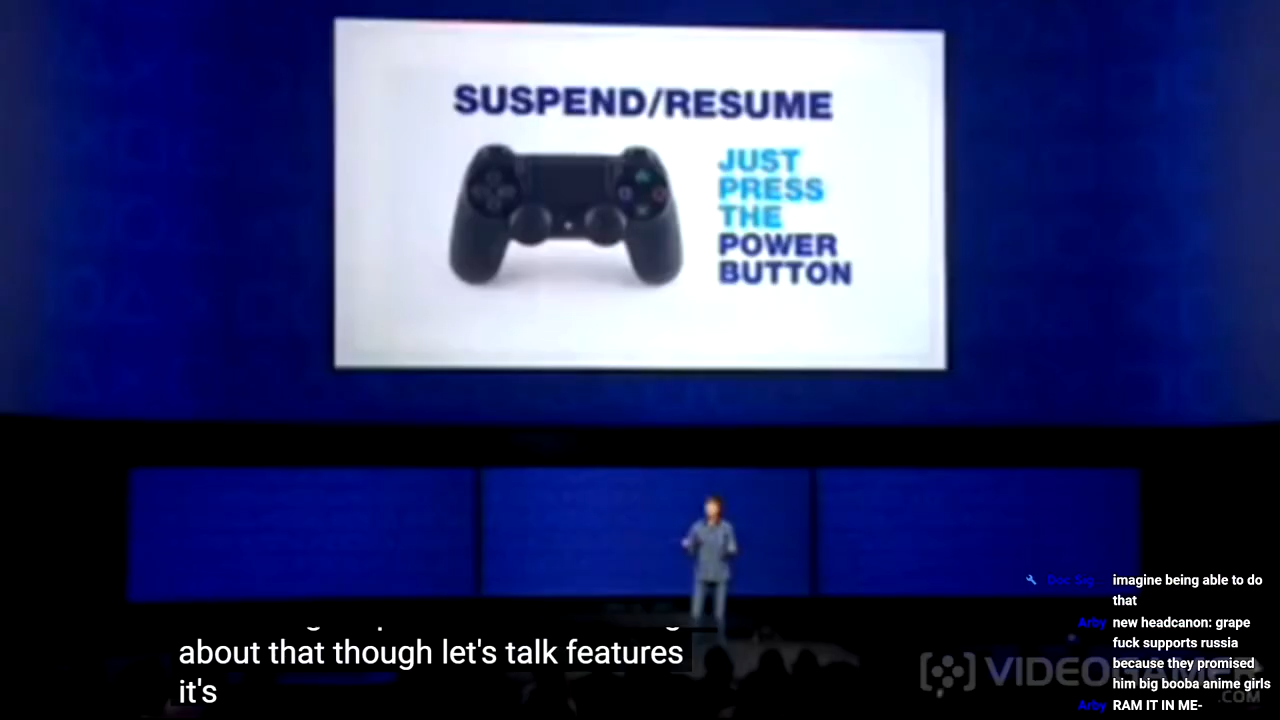 SUSPEND/RESUME
JUST
PRESS
THE
POWER
BUTTON
about that though let's talk features
it's
Doc Sig imagine being able to do
that
Arby new headcanon: grape
fuck supports russia
because they promised
him big booba anime girls
Arby RAM IT IN ME-
VIDEOGAMER
.COM